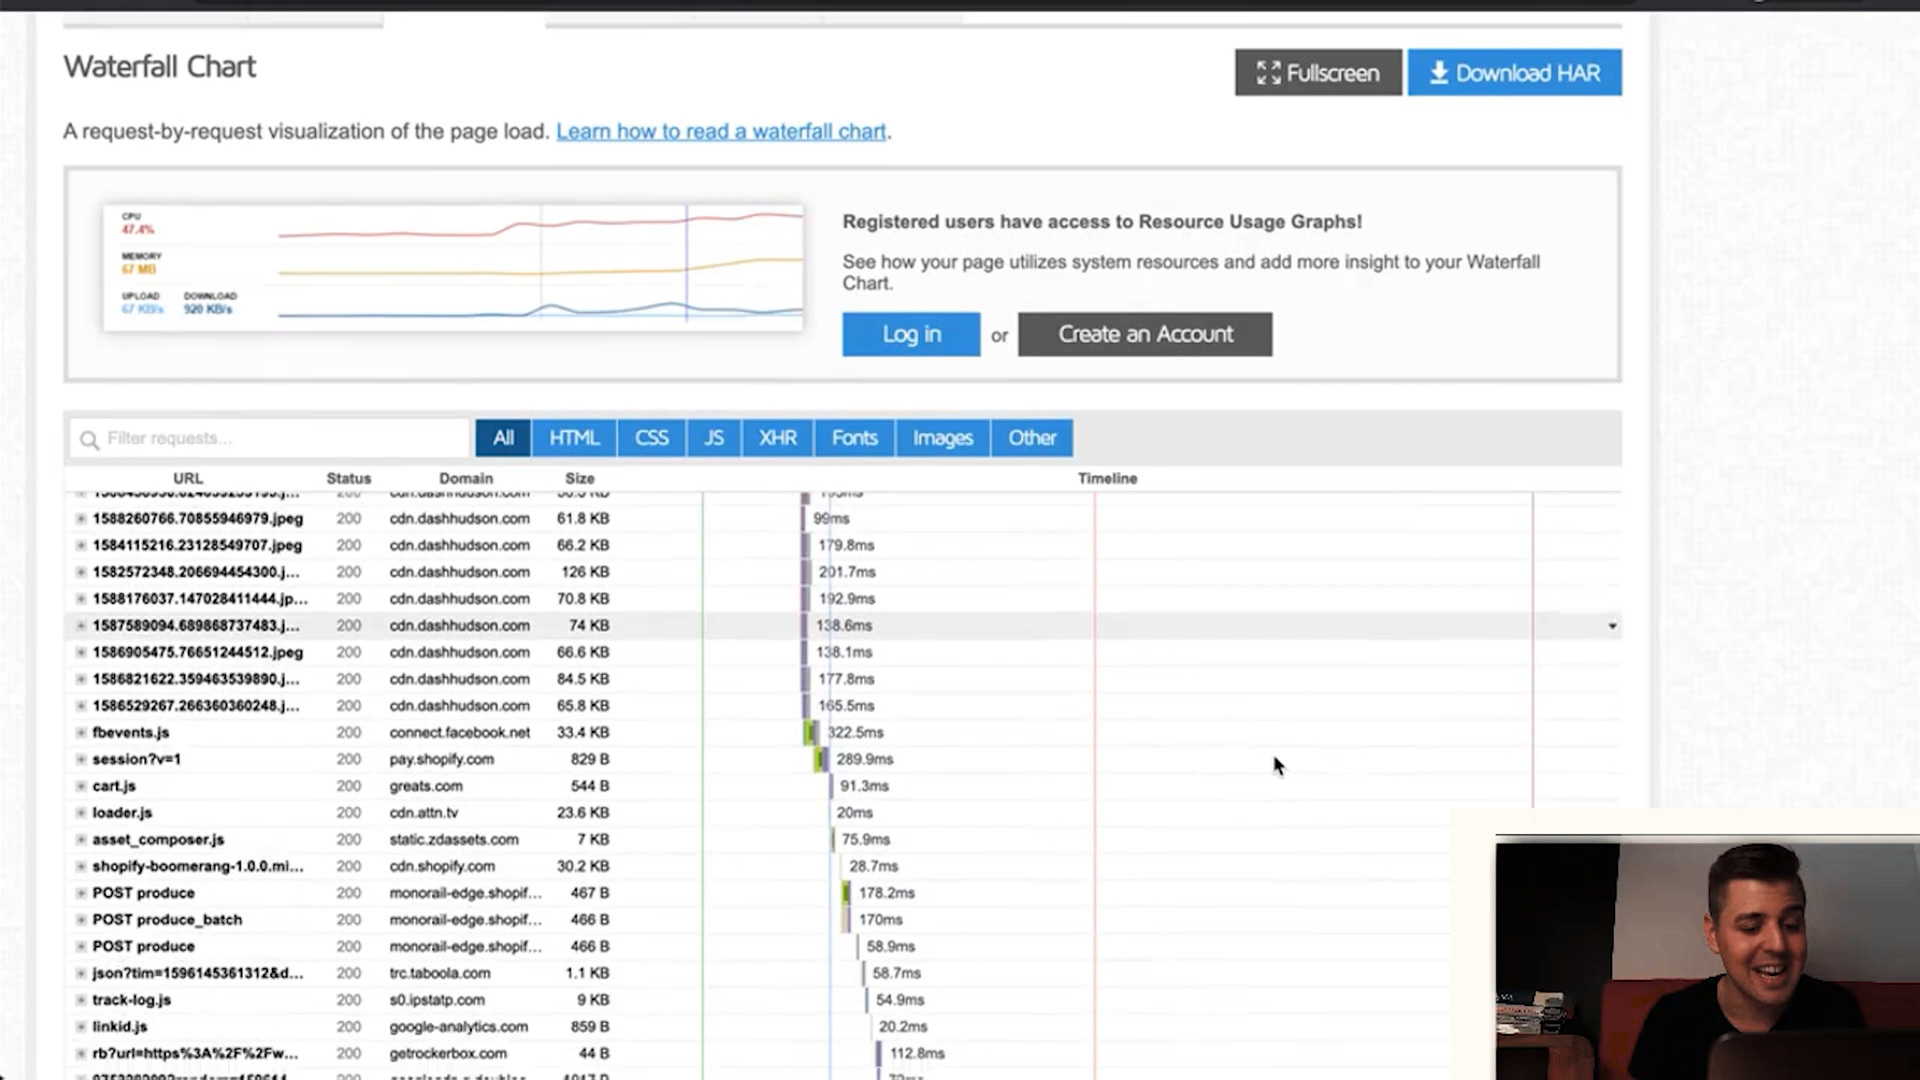 Waterfall Chart
Fullscreen
Download HAR
A request-by-request visualization of the page load. Learn how to read a waterfall chart.
CPU
47.4%
MEMORY
67 MB
UPLOAD DOWNLOAD
67 KB/s 920 KB/s
Registered users have access to Resource Usage Graphs!
See how your page utilizes system resources and add more insight to your Waterfall
Chart.
Log in or Create an Account
Filter requests... All HTML CSS JS XHR Fonts Images Other
URL Status Domain Size Timeline
1588260766.70855946979.jpeg 200 cdn.dashhudson.com 61.8 KB 99ms
1584115216.23128549707.jpeg 200 cdn.dashhudson.com 66.2 KB 179.8ms
1582572348.206694454300.j... 200 cdn.dashhudson.com 126 KB 201.7ms
1588176037.147028411444.jp... 200 cdn.dashhudson.com 70.8 KB 192.9ms
1587589094.689868737483.j... 200 cdn.dashhudson.com 74 KB 138.6ms
1586905475.76651244512.jpeg 200 cdn.dashhudson.com 66.6 KB 138.1ms
1586821622.359463539890.j... 200 cdn.dashhudson.com 84.5 KB 177.8ms
1586529267.266360360248.j... 200 cdn.dashhudson.com 65.8 KB 165.5ms
fbevents.js 200 connect.facebook.net 33.4 KB 322.5ms
session?v=1 200 pay.shopify.com 829 B 289.9ms
cart.js 200 greats.com 544 B 91.3ms
loader.js 200 cdn.attn.tv 23.6 KB 20ms
asset_composer.js 200 static.zdassets.com 7 KB 75.9ms
shopify-boomerang-1.0.0.mi... 200 cdn.shopify.com 30.2 KB 28.7ms
POST produce 200 monorail-edge.shopif... 467 B 178.2ms
POST produce_batch 200 monorail-edge.shopif... 466 B 170ms
POST produce 200 monorail-edge.shopif... 466 B 58.9ms
json?tim=1596145361312&d... 200 trc.taboola.com 1.1 KB 58.7ms
track-log.js 200 s0.ipstatp.com 9 KB 54.9ms
linkid.js 200 google-analytics.com 859 B 20.2ms
rb?url=https%3A%2F%2Fw... 200 getrockerbox.com 44 B 112.8ms